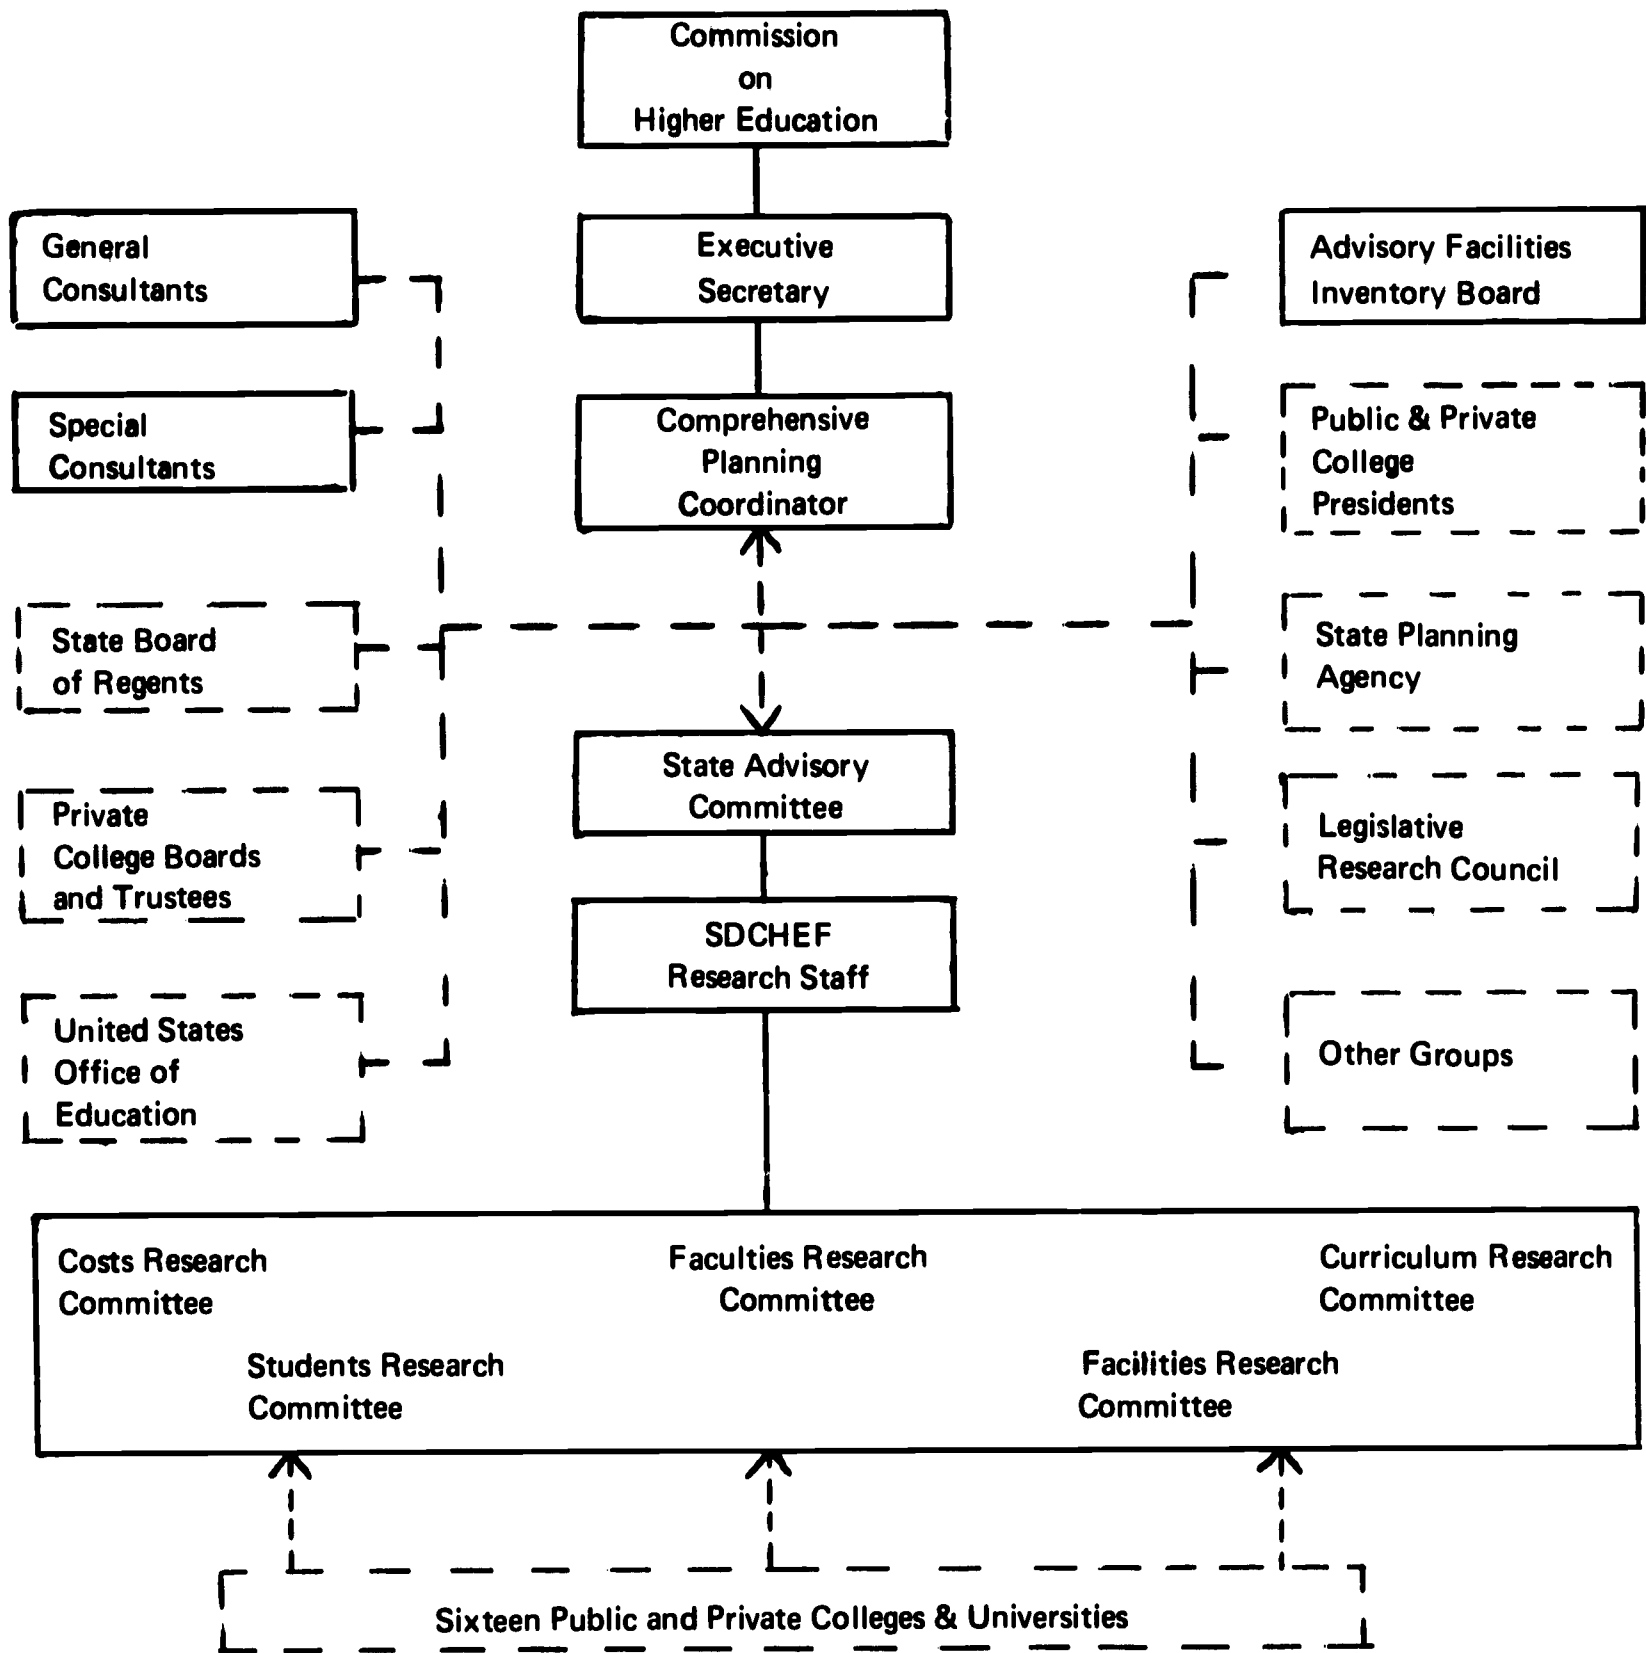 Commission
on
Higher Education
General
Consultants
Executive
Secretary
Advisory Facilities
Inventory Board
Special
Consultants
Comprehensive
Planning
Coordinator
Public & Private
College
Presidents
State Board
of Regents
State Planning
Agency
State Advisory
Committee
Private
College Boards
and Trustees
Legislative
Research Council
SDCHEF
Research Staff
United States
Office of
Education
Other Groups
Costs Research
Committee
Faculties Research
Committee
Curriculum Research
Committee
Students Research
Committee
Facilities Research
Committee
Sixteen Public and Private Colleges & Universities